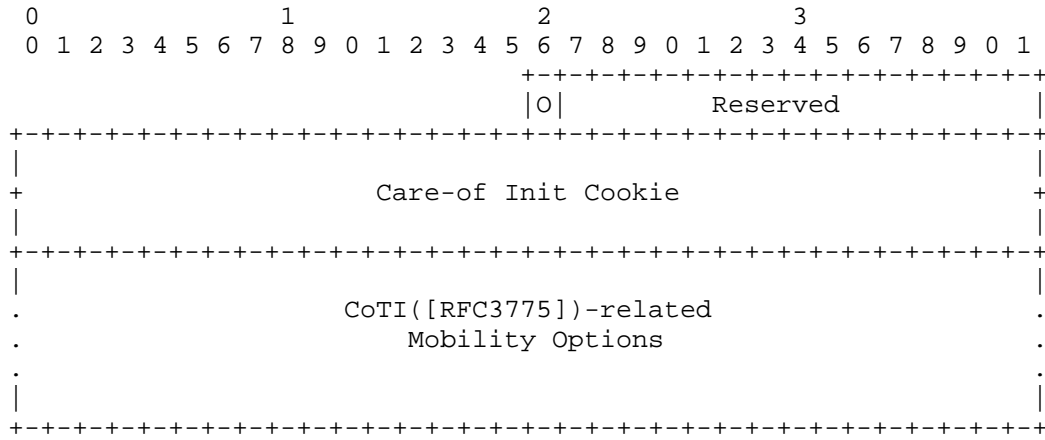 0                   1                   2                   3
 0 1 2 3 4 5 6 7 8 9 0 1 2 3 4 5 6 7 8 9 0 1 2 3 4 5 6 7 8 9 0 1
                                +-+-+-+-+-+-+-+-+-+-+-+-+-+-+-+-+
                                |O|         Reserved            |
+-+-+-+-+-+-+-+-+-+-+-+-+-+-+-+-+-+-+-+-+-+-+-+-+-+-+-+-+-+-+-+-+
|                                                               |
+                      Care-of Init Cookie                      +
|                                                               |
+-+-+-+-+-+-+-+-+-+-+-+-+-+-+-+-+-+-+-+-+-+-+-+-+-+-+-+-+-+-+-+-+
|                                                               |
.                    CoTI([RFC3775])-related                    .
.                        Mobility Options                       .
.                                                               .
|                                                               |
+-+-+-+-+-+-+-+-+-+-+-+-+-+-+-+-+-+-+-+-+-+-+-+-+-+-+-+-+-+-+-+-+